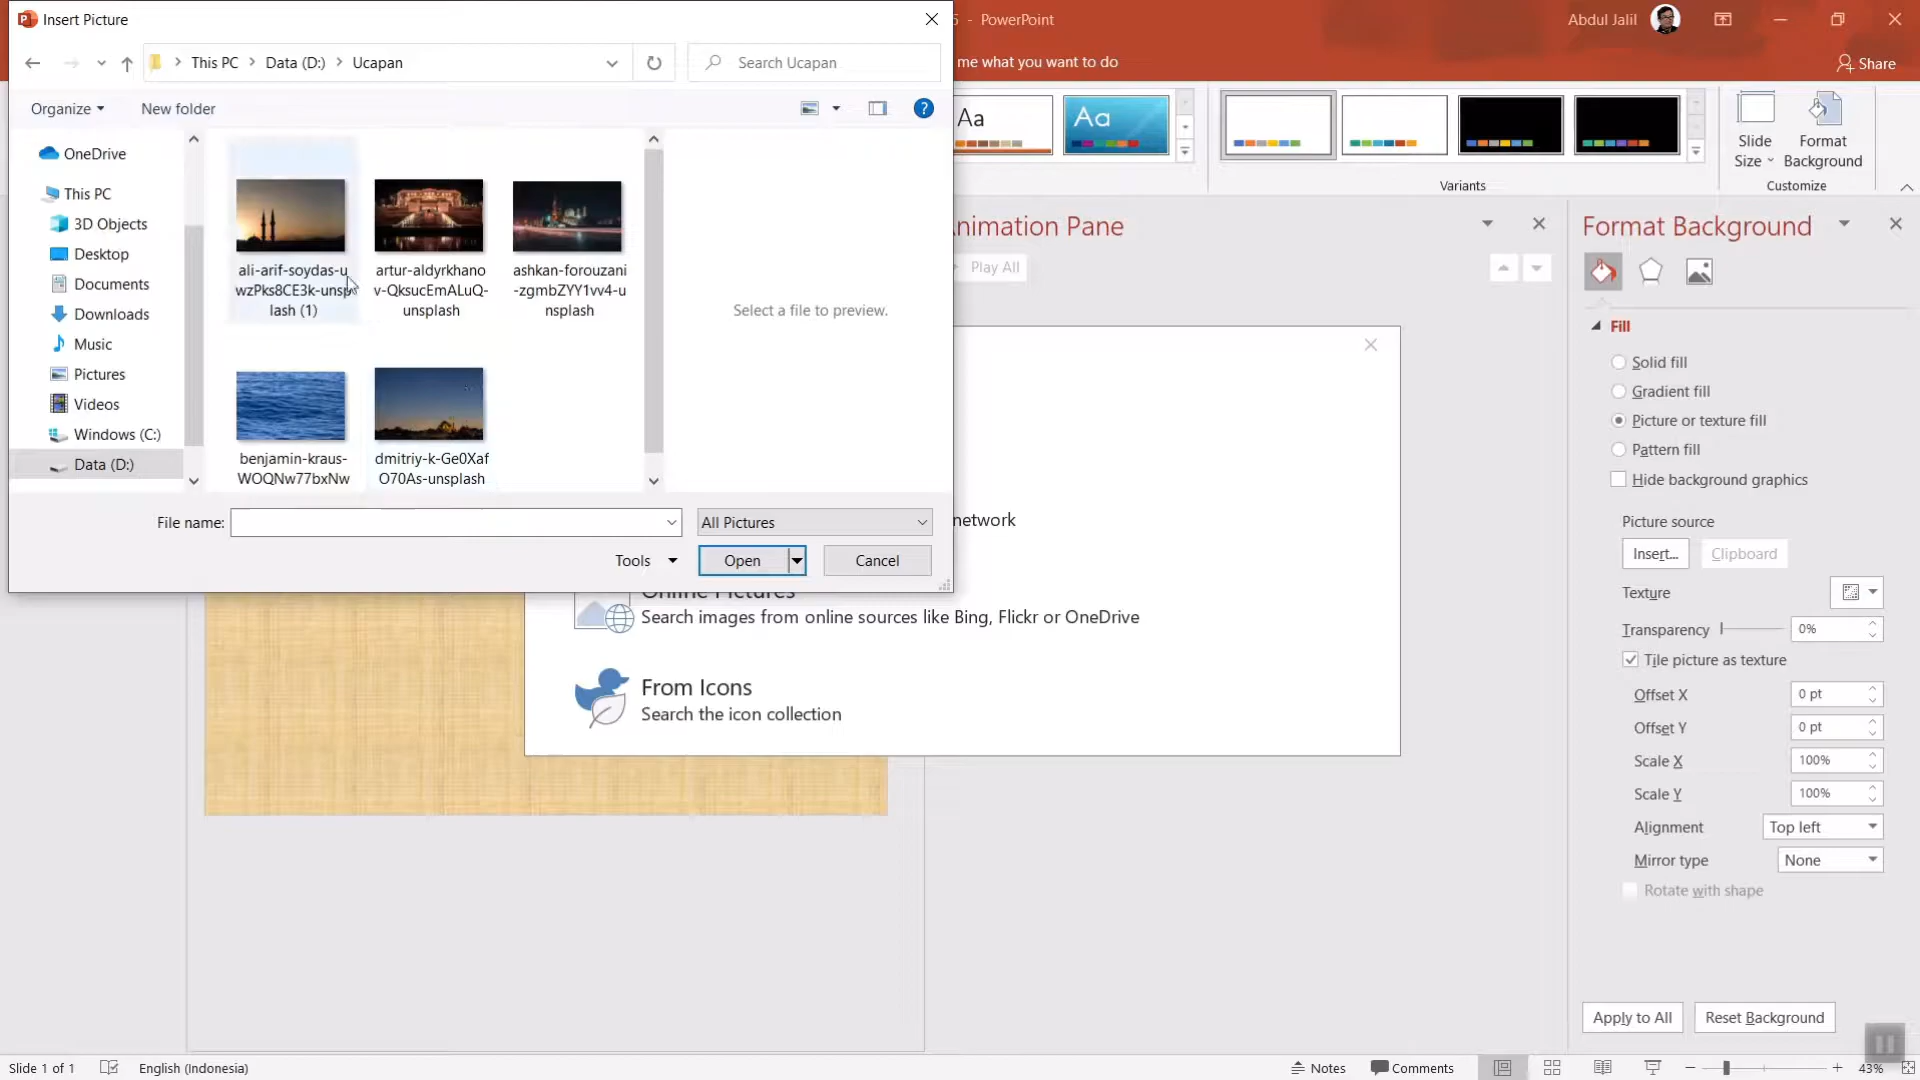 Insert Picture
5 - PowerPoint
Abdul Jalil
This PC
Data (D:)
Ucapan
Search Ucapan
me what you want to do
Share
Organize
New folder
?
Aa
Aa
Slide
Size
Format
Background
Variants
Customize
OneDrive
This PC
3D Objects
Desktop
Documents
Downloads
Music
Pictures
Videos
Windows (C:)
Data (D:)
ali-arif-soydas-u
wzPks8CE3k-unsp
lash (1)
artur-aldyrkhano
v-QksucEmALuQ-
unsplash
ashkan-forouzani
-zgmbZYY1vv4-u
nsplash
benjamin-kraus-
WOQNw77bxNw
dmitriy-k-Ge0Xaf
O70As-unsplash
Select a file to preview.
File name:
All Pictures
Tools
Open
Cancel
nimation Pane
Play All
network
Online Pictures
Search images from online sources like Bing, Flickr or OneDrive
From Icons
Search the icon collection
Format Background
Fill
Solid fill
Gradient fill
Picture or texture fill
Pattern fill
Hide background graphics
Picture source
Insert...
Clipboard
Texture
Transparency
0%
Tile picture as texture
Offset X
0 pt
Offset Y
0 pt
Scale X
100%
Scale Y
100%
Alignment
Top left
Mirror type
None
Rotate with shape
Apply to All
Reset Background
Slide 1 of 1
English (Indonesia)
Notes
Comments
43%